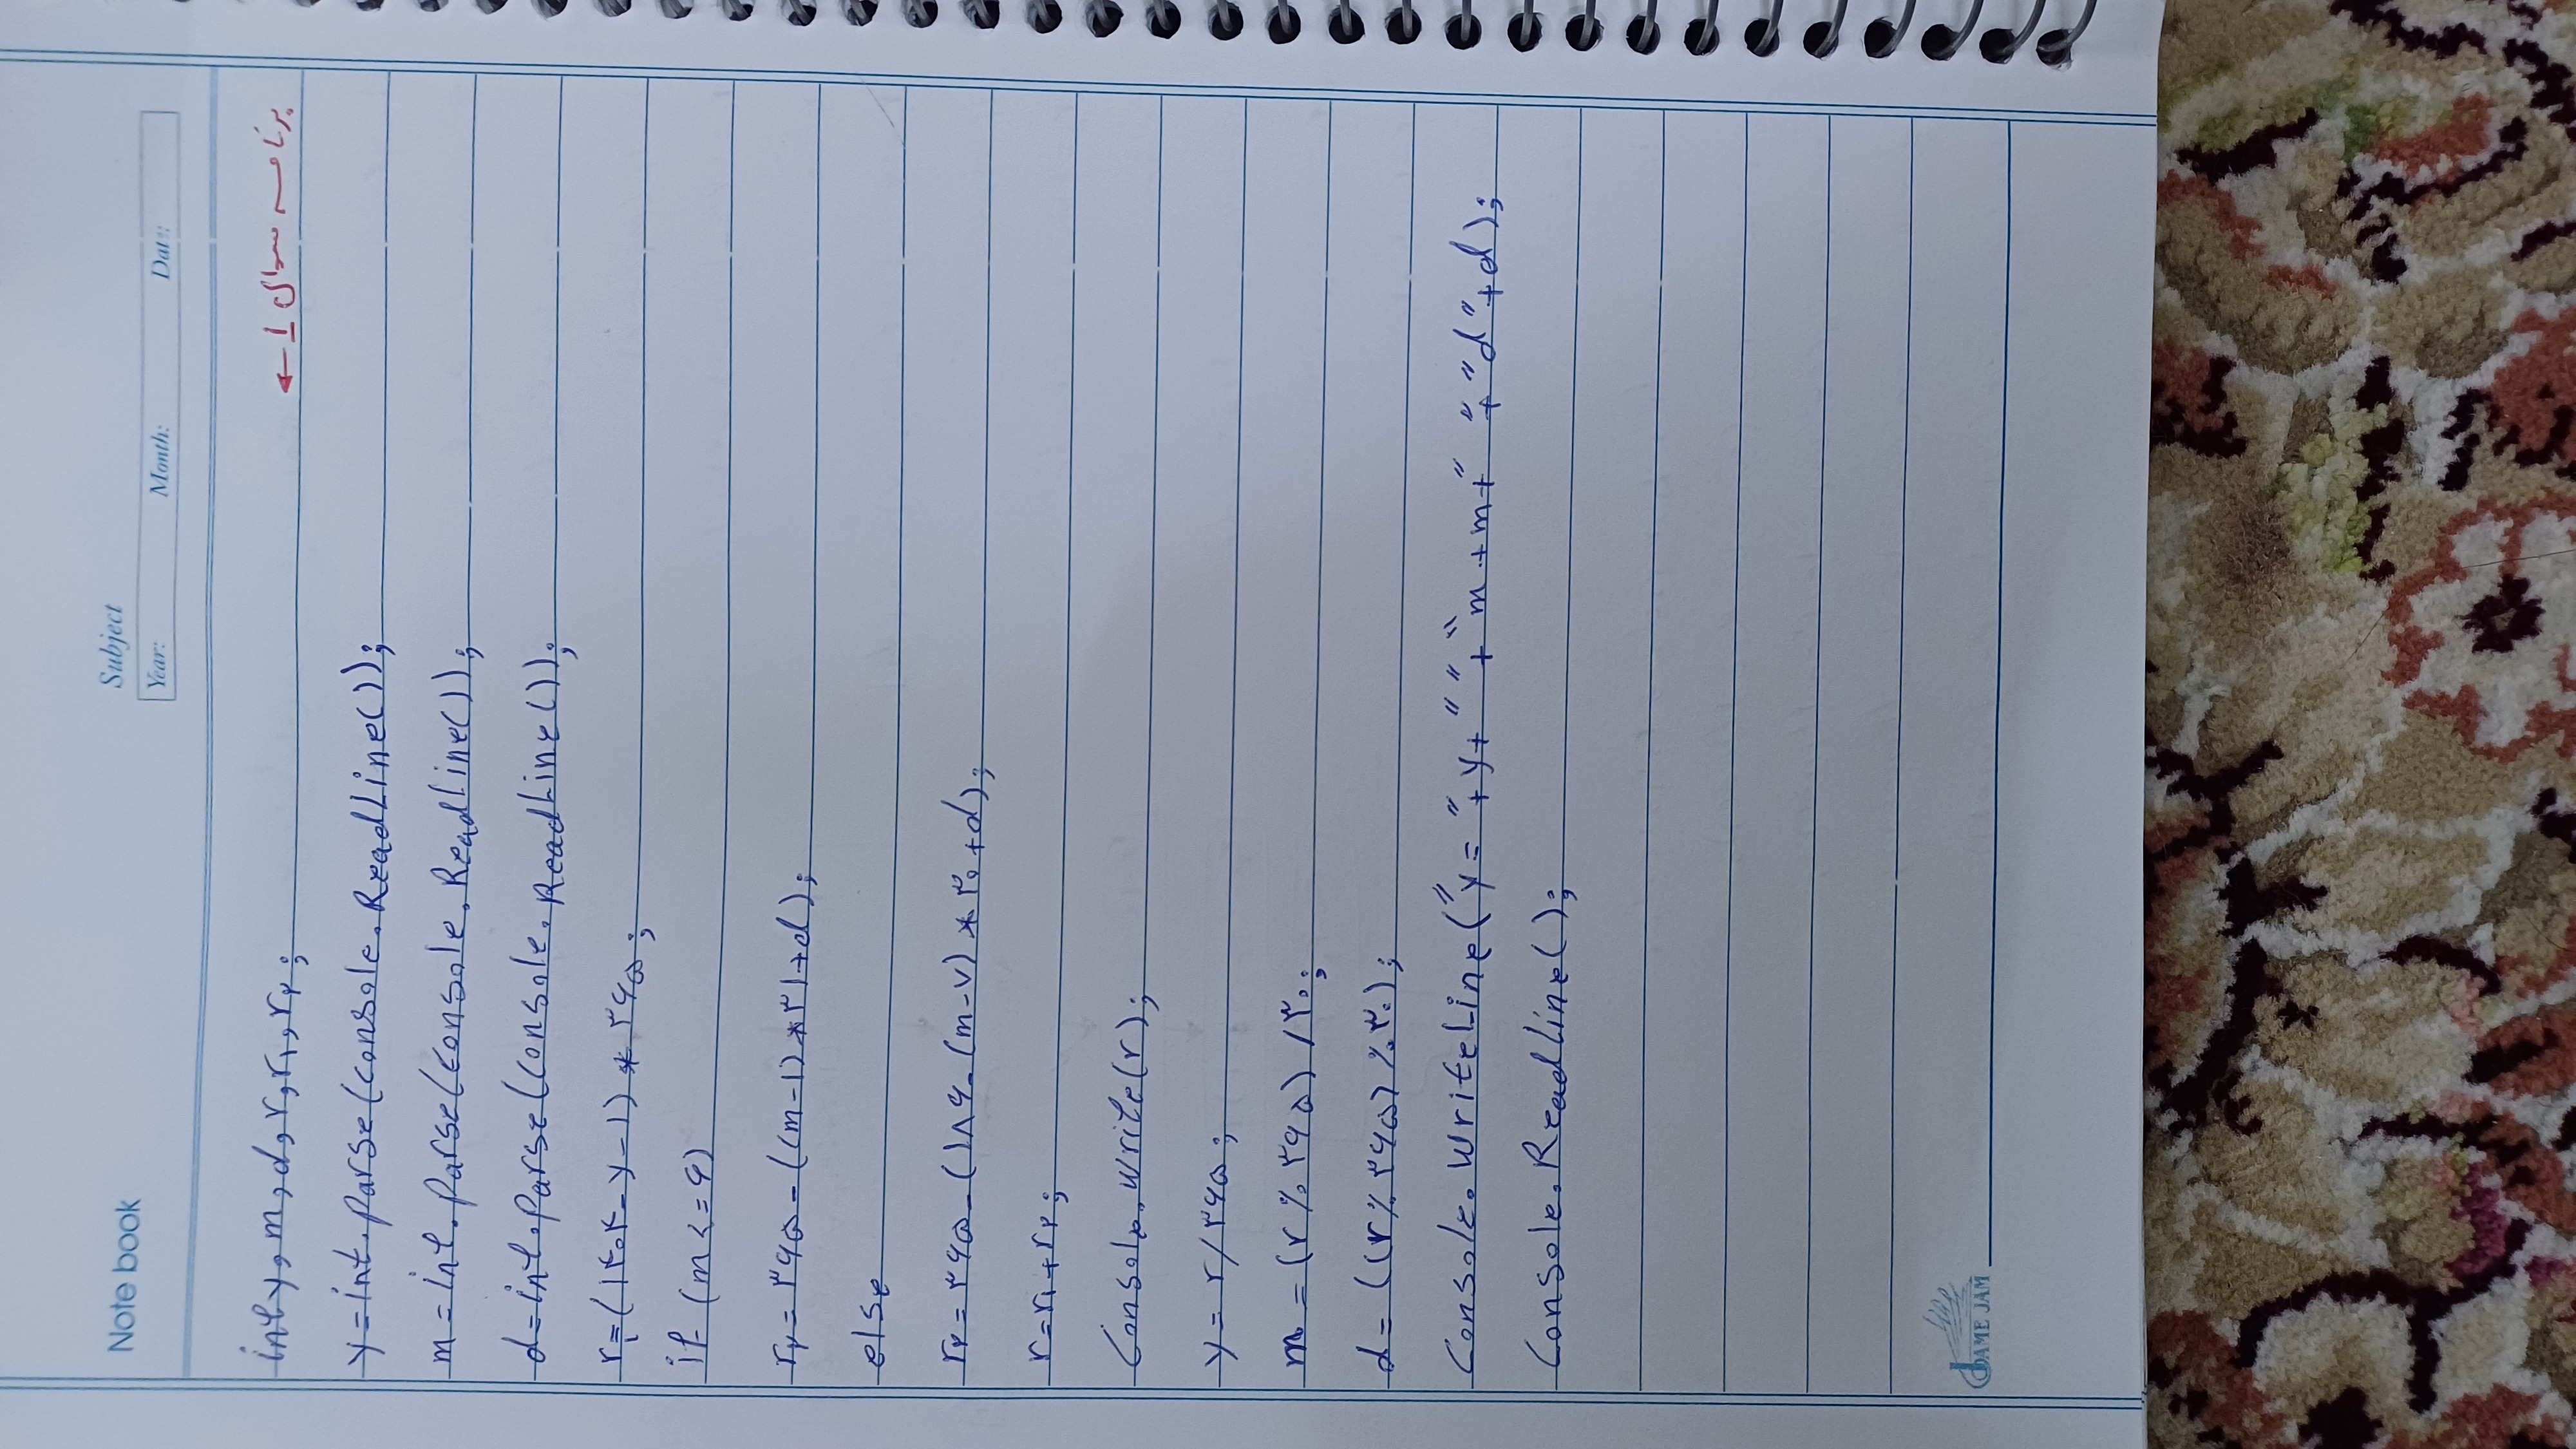 Note book
Subject
Year: Month: Date:
برنامه سوال 1 ←
int y, m, d, r, r۱, r۲;
y=int.parse(console.ReadLine());
m=int.parse(console.Readline());
d=int.parse(console.ReadLine());
r۱=(۱۴۰۴-y-۱)*۳۶۵;
if (m<=۶)
r۲=۳۶۵-((m-۱)*۳۱+d);
else
r۲=۳۶۵-(۱۸۶-(m-۷)*۳۰+d);
r=r۱+r۲;
Console.write(r);
y=r/۳۶۵;
m=(r%۳۶۵)/۳۰;
d=((r%۳۶۵)%۳۰);
Console.WriteLine("y="+y+" "+"m+m+" "+"d"+d);
Console.Readline();
DAME JAM